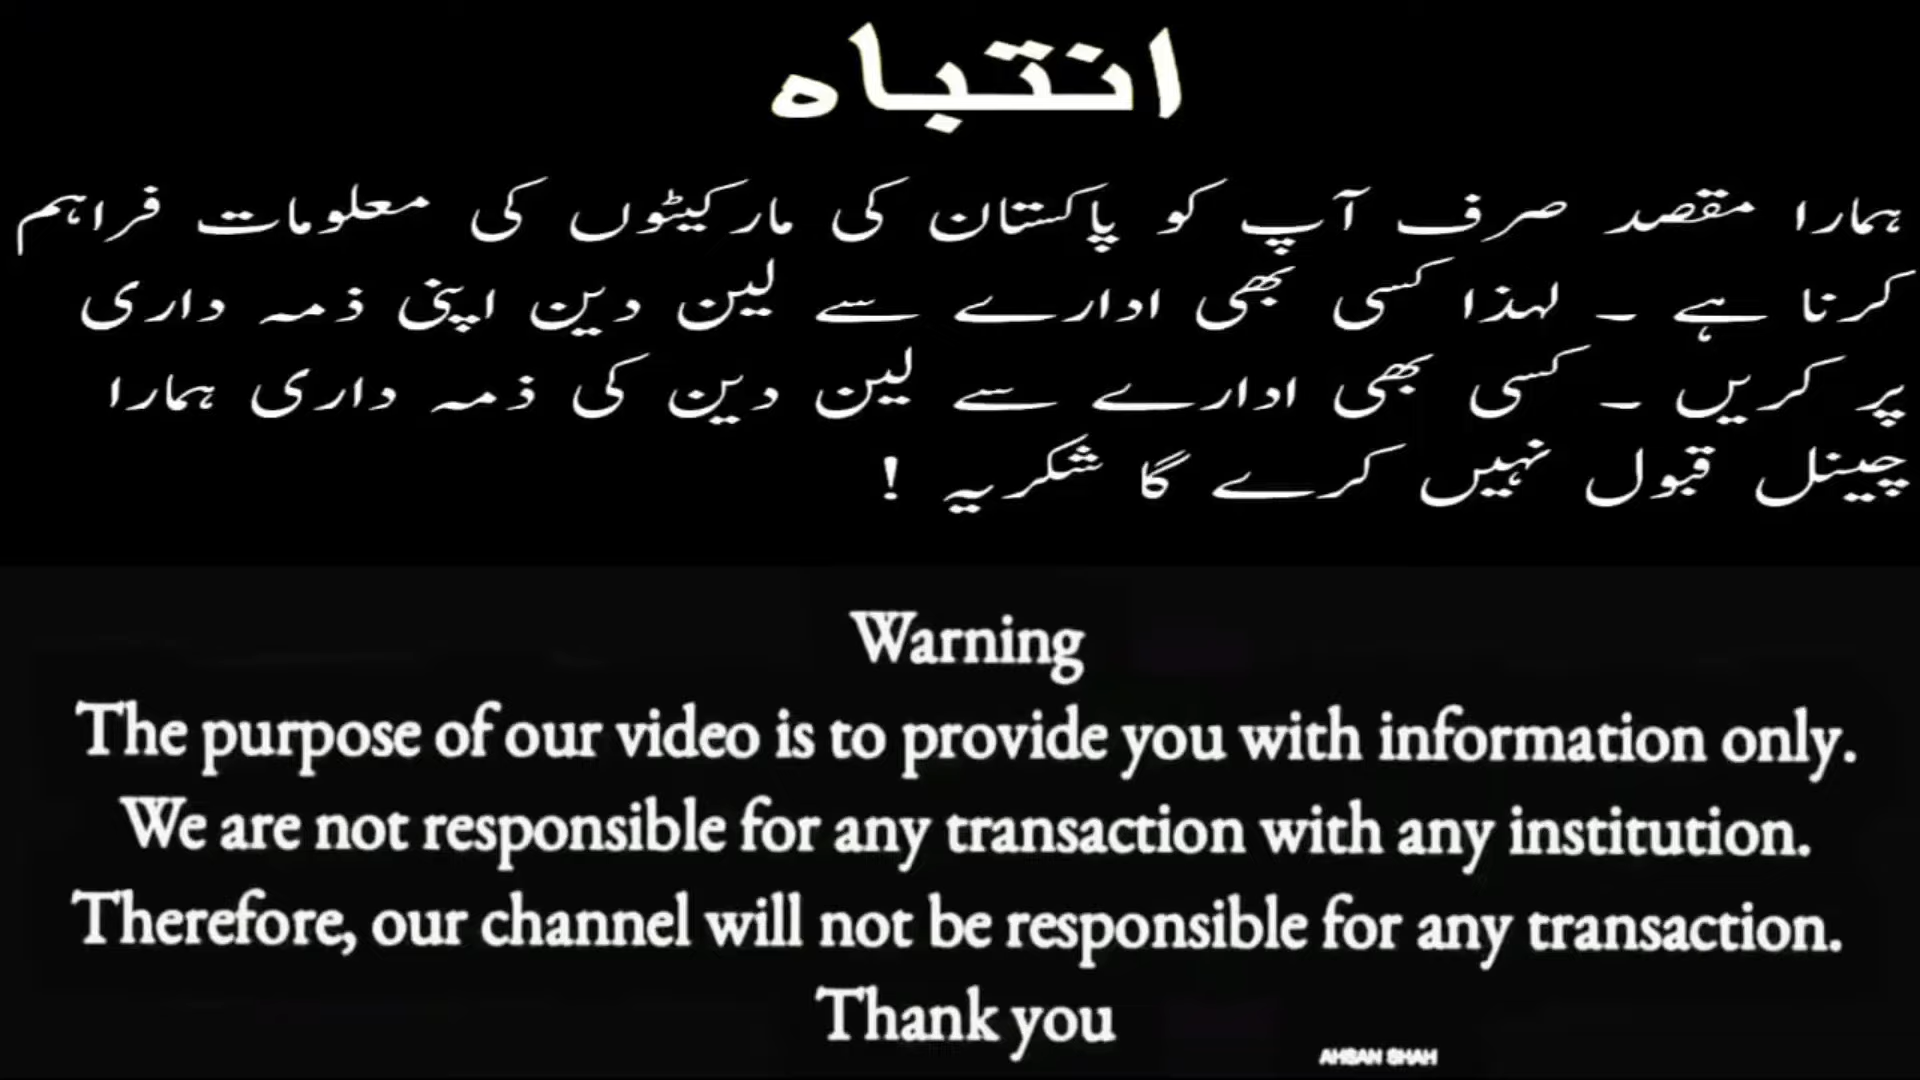 انتباہ
ہمارا مقصد صرف آپ کو پاکستان کی مارکیٹوں کی معلومات فراہم
کرنا ہے ۔ لہذا کسی بھی ادارے سے لین دین اپنی ذمہ داری
پر کریں ۔ کسی بھی ادارے سے لین دین کی ذمہ داری ہمارا
چینل قبول نہیں کرے گا شکریہ !
Warning
The purpose of our video is to provide you with information only.
We are not responsible for any transaction with any institution.
Therefore, our channel will not be responsible for any transaction.
Thank you
AHSAN SHAH